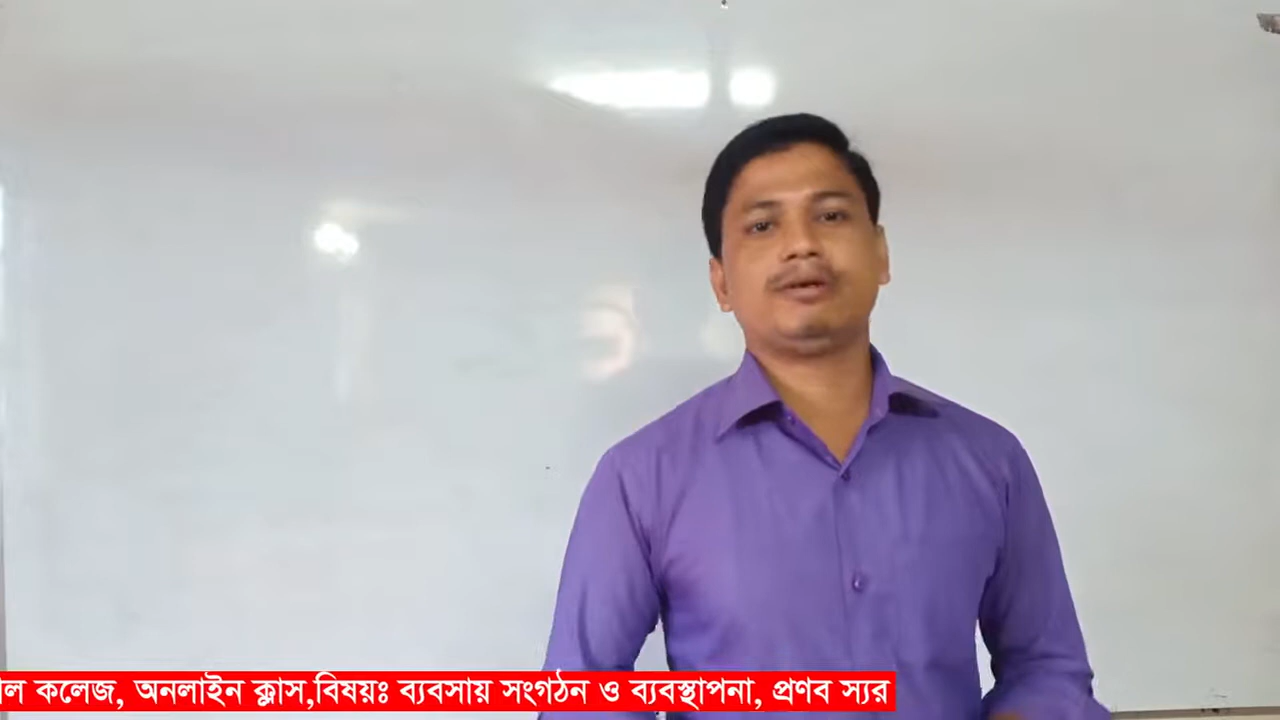 ল কলেজ, অনলাইন ক্লাস,বিষয়ঃ ব্যবসায় সংগঠন ও ব্যবস্থাপনা, প্রণব স্যর